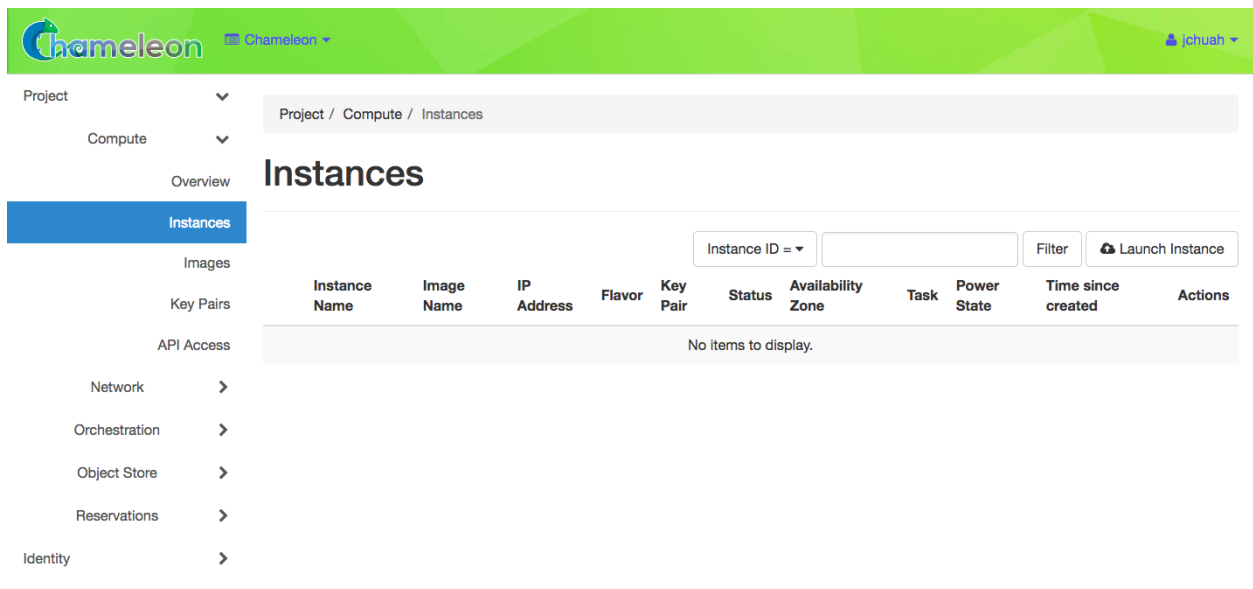 Chameleon Chameleon jchuah
Project
Compute
Overview
Instances
Images
Key Pairs
API Access
Network
Orchestration
Object Store
Reservations
Identity
Project / Compute / Instances
Instances
Instance ID = Filter Launch Instance
Instance Name Image Name IP Address Flavor Key Pair Status Availability Zone Task Power State Time since created Actions
No items to display.